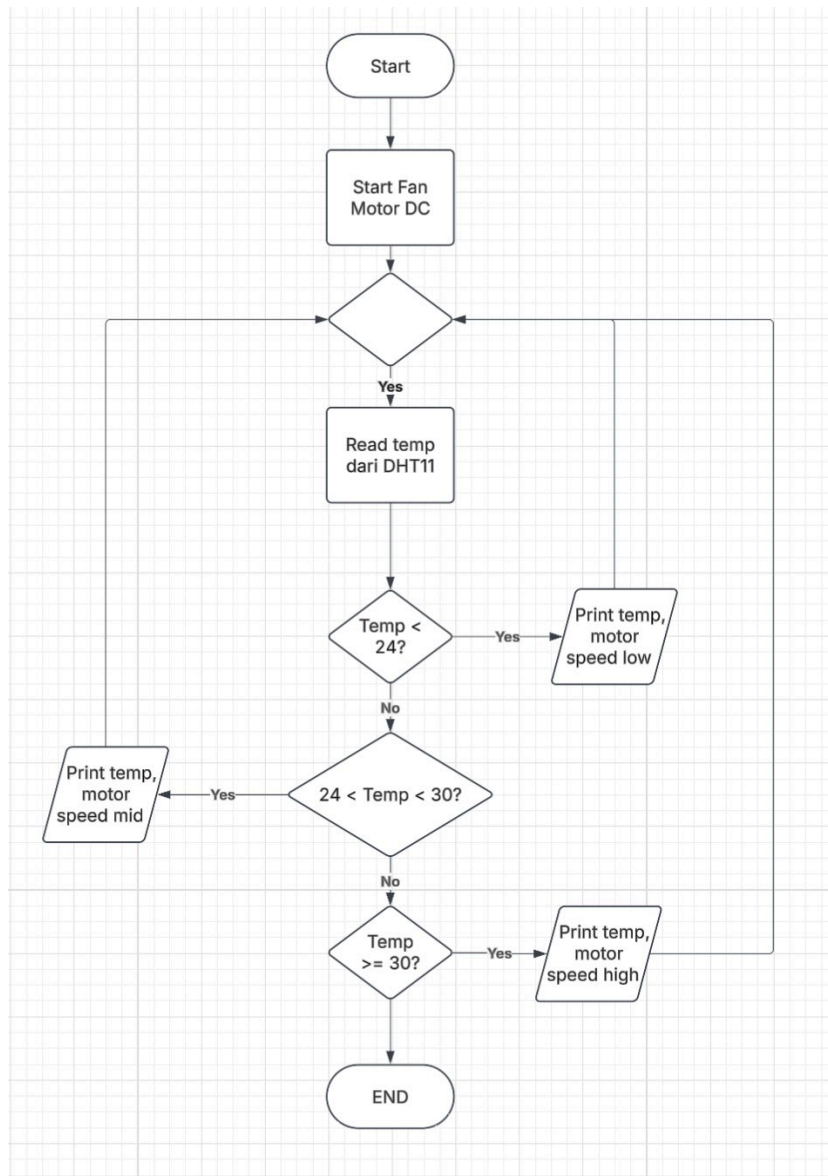 Start
Start Fan
Motor DC
Yes
Read temp
dari DHT11
Temp <
24?
Yes
Print temp,
motor
speed low
No
24 < Temp < 30?
Yes
Print temp,
motor
speed mid
No
Temp
>= 30?
Yes
Print temp,
motor
speed high
END